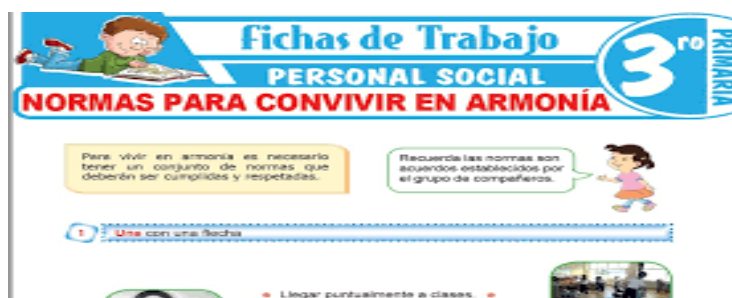 Fichas de Trabajo
PERSONAL SOCIAL
3ro
PRIMARIA
NORMAS PARA CONVIVIR EN ARMONÍA
Para vivir en armonía es necesario
tener un conjunto de normas que
deberán ser cumplidas y respetadas.
Recuerda las normas son
acuerdos establecidos por
el grupo de compañeros.
1 Une con una flecha
• Llegar puntualmente a clases. •